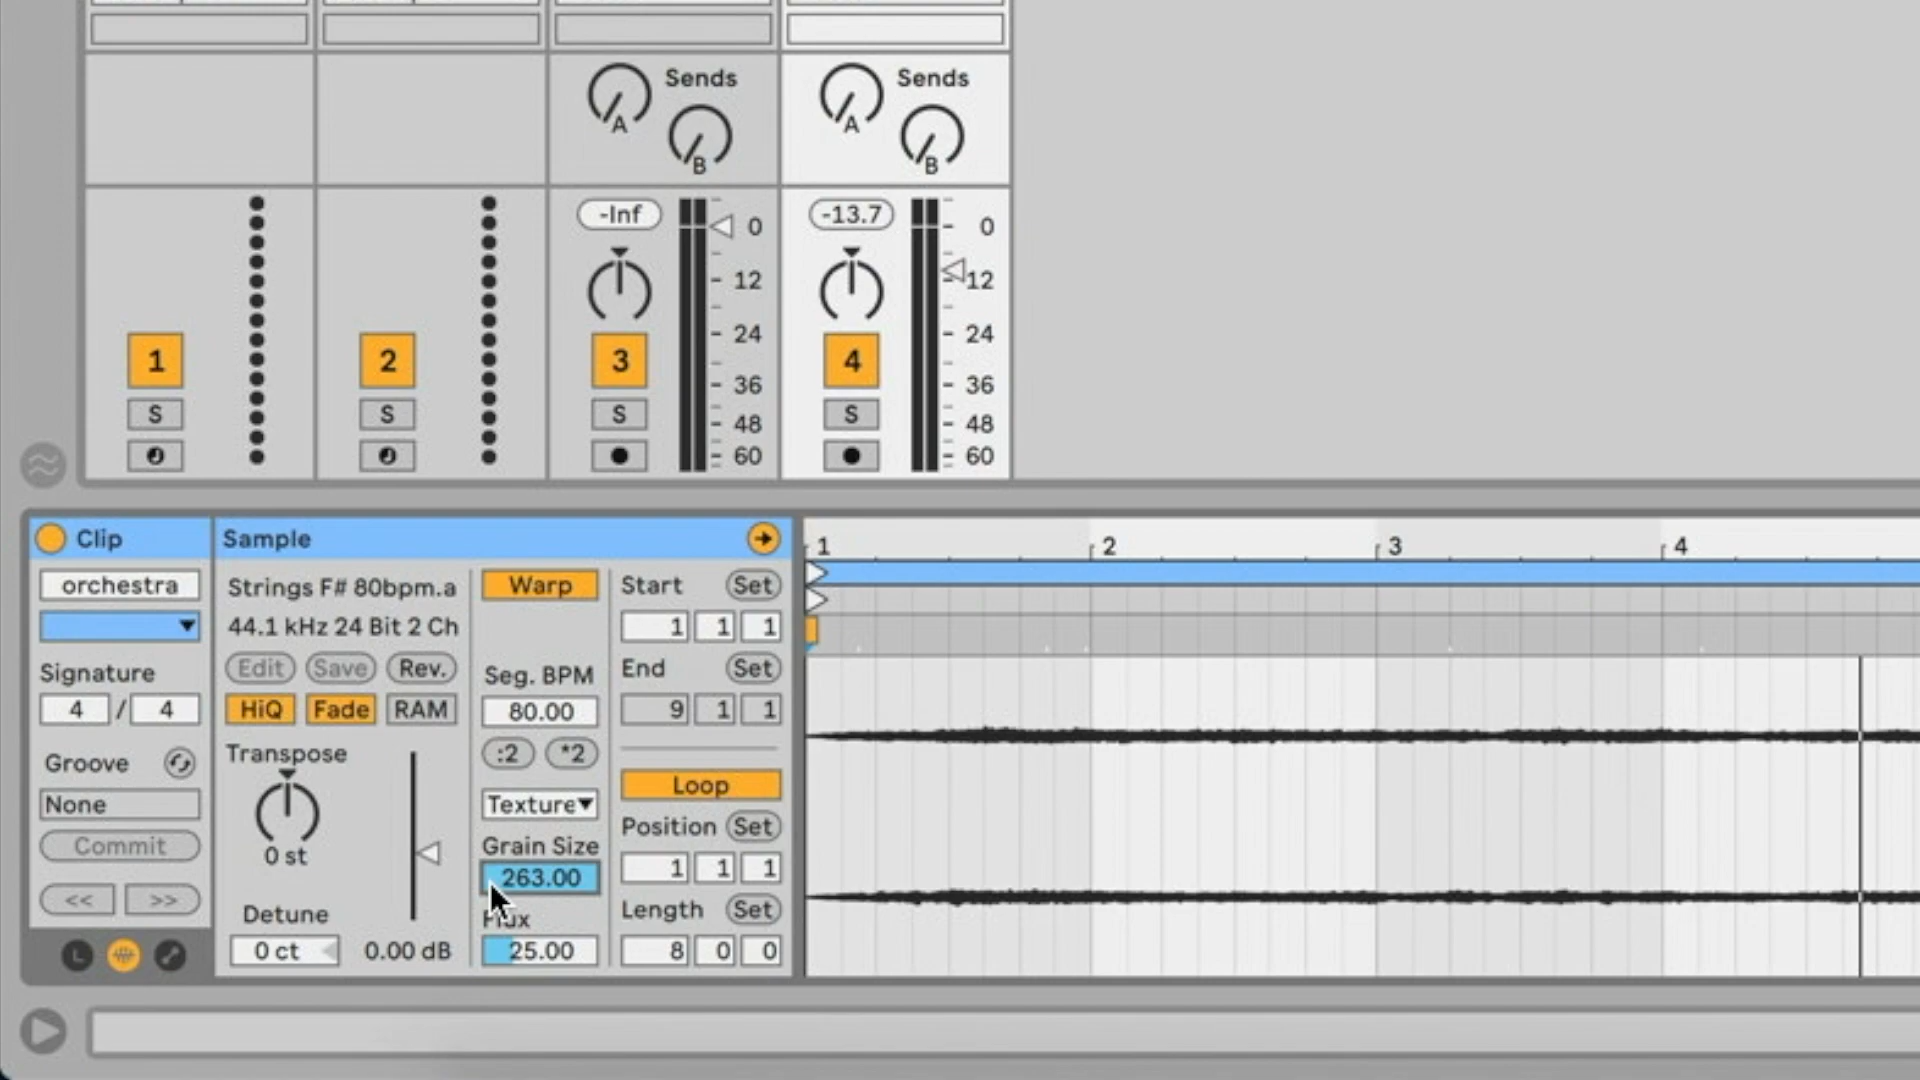 Sends
A
B
Sends
A
B
-Inf
0
12
24
36
48
60
-13.7
0
12
24
36
48
60
1
S
2
S
3
S
4
S
Clip
orchestra
Signature
4 / 4
Groove
None
Commit
<< >>
L
Sample
Strings F# 80bpm.a
44.1 kHz 24 Bit 2 Ch
Edit Save Rev.
HiQ Fade RAM
Transpose
0 st
Detune
0 ct 0.00 dB
Warp
Seg. BPM
80.00
:2 *2
Texture
Grain Size
263.00
Flux
25.00
Start Set
1 1 1
End Set
9 1 1
Loop
Position Set
1 1 1
Length Set
8 0 0
1 2 3 4